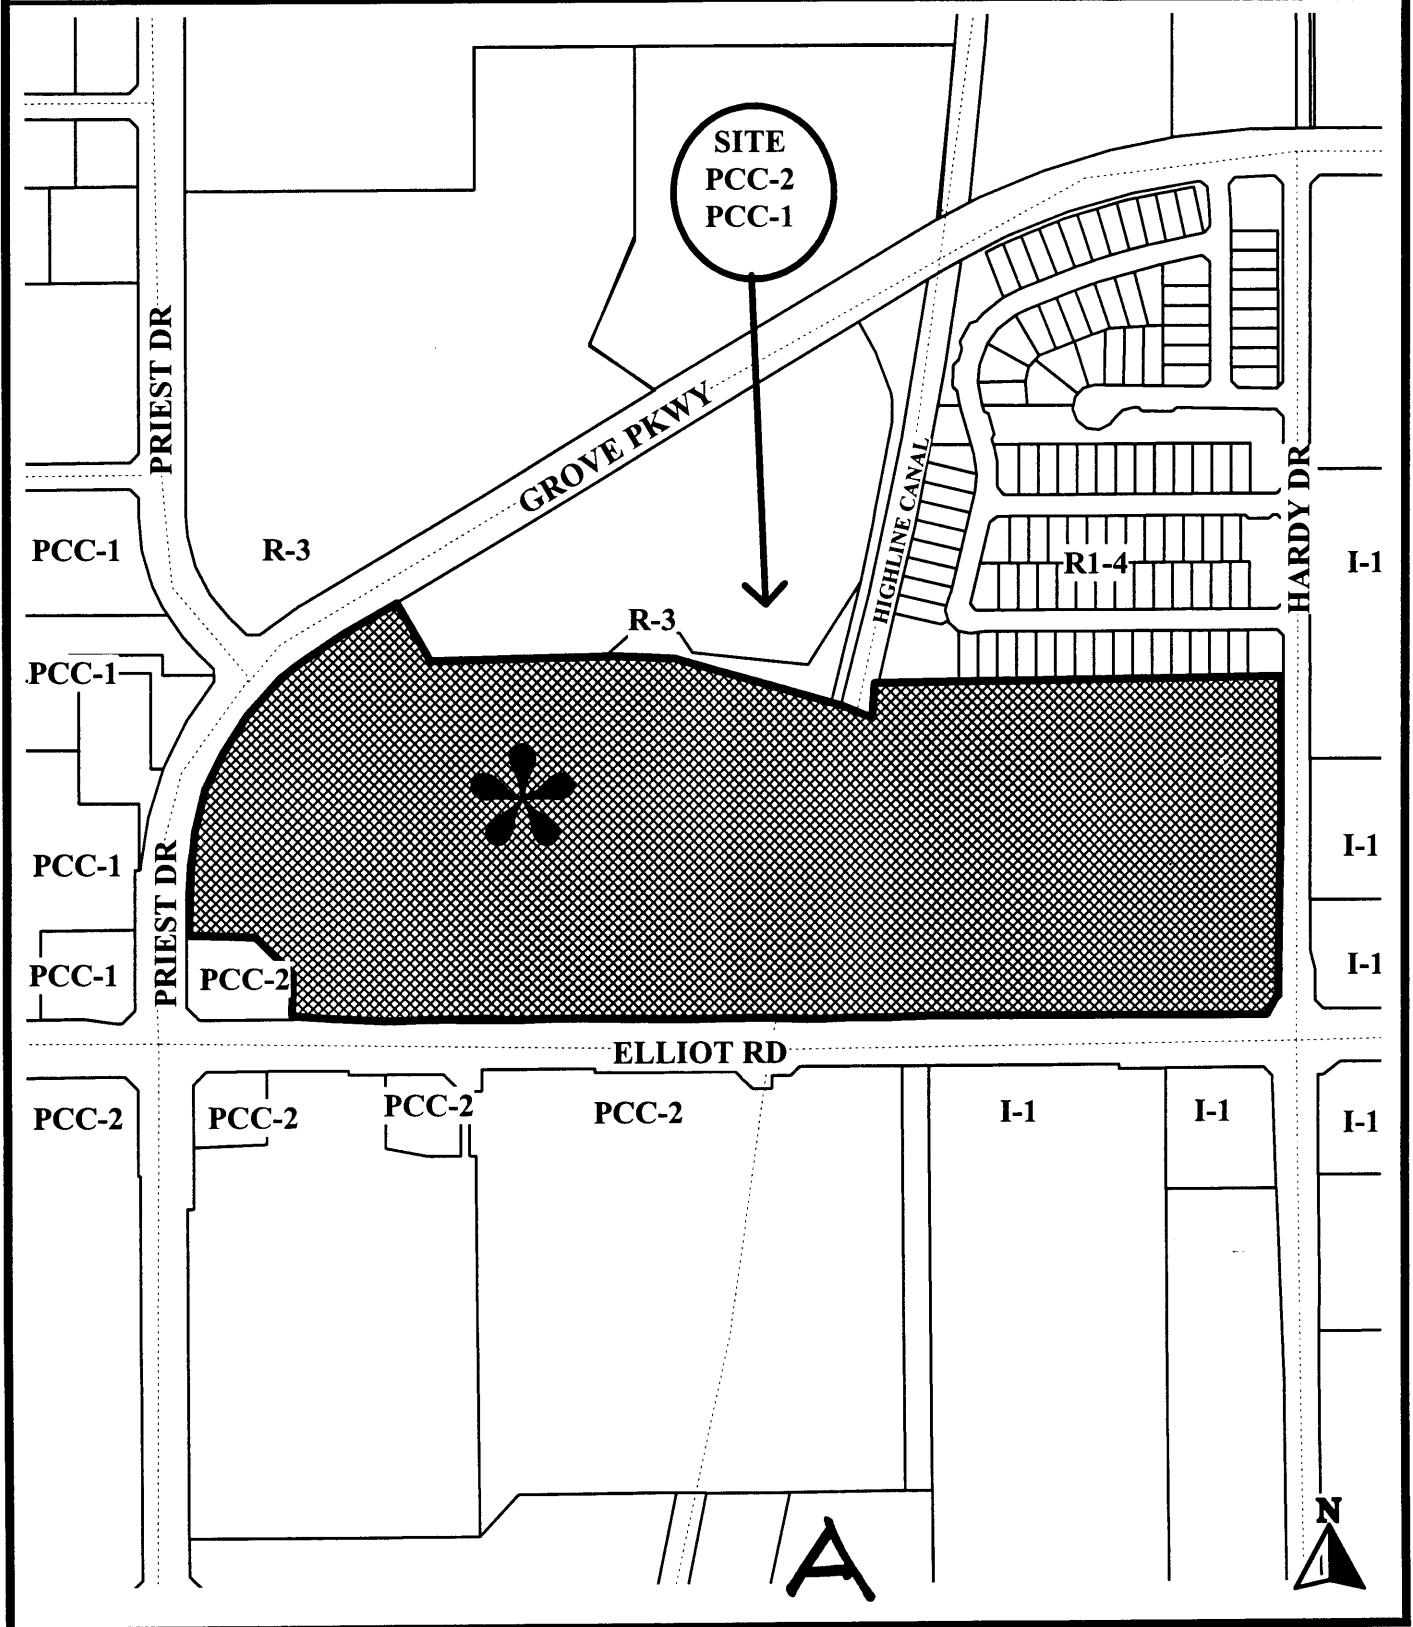 SITE
PCC-2
PCC-1
PRIEST DR
GROVE PKWY
HIGHLINE CANAL
HARDY DR
PCC-1
R-3
R1-4
I-1
R-3
PCC-1
PCC-1
PRIEST DR
I-1
PCC-1
PCC-2
I-1
ELLIOT RD
PCC-2
PCC-2
PCC-2
PCC-2
I-1
I-1
I-1
N
A